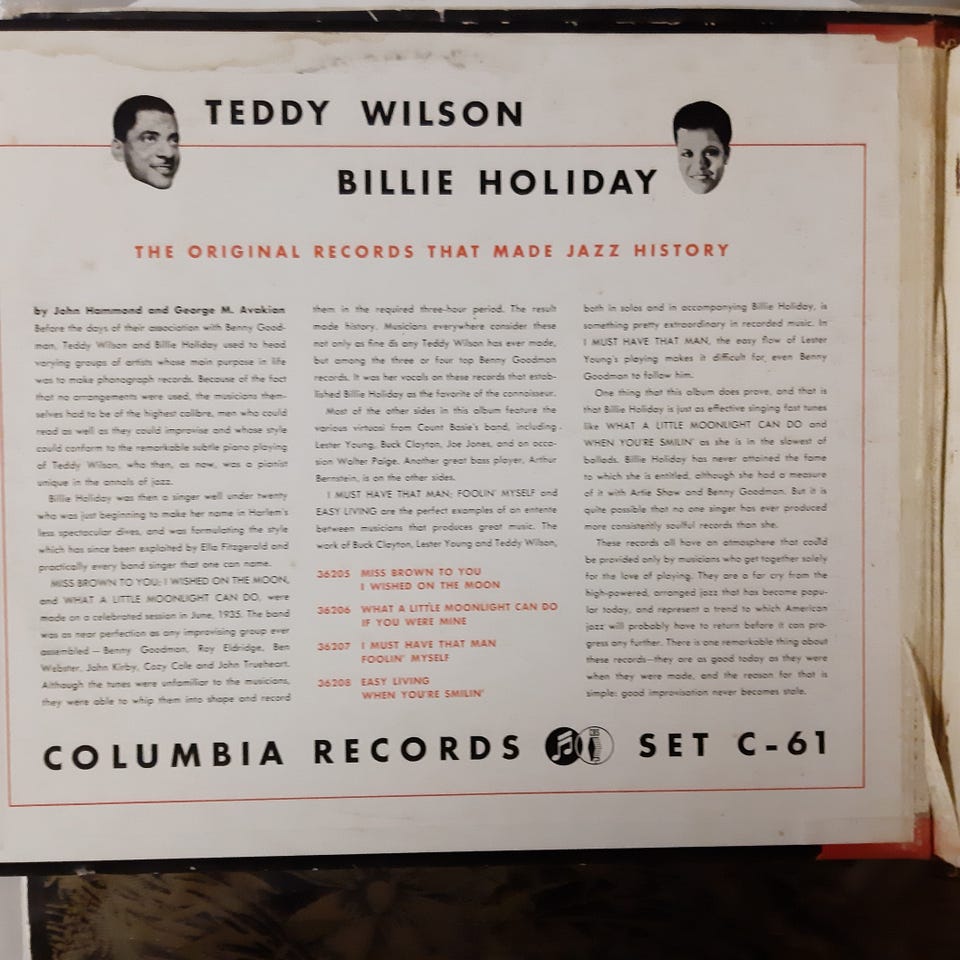 TEDDY WILSON
BILLIE HOLIDAY
THE ORIGINAL RECORDS THAT MADE JAZZ HISTORY
by John Hammond and George M. Avakian
Before the days of their association with Benny Good-
man, Teddy Wilson and Billie Holiday used to head
varying groups of artists whose main purpose in life
was to make phonograph records. Because of the fact
that no arrangements were used, the musicians them-
selves had to be of the highest calibre, men who could
read as well as they could improvise and whose style
could conform to the remarkable subtle piano playing
of Teddy Wilson, who then, as now, was a pianist
unique in the annals of jazz.
Billie Holiday was then a singer well under twenty
who was just beginning to make her name in Harlem's
less spectacular dives, and was formulating the style
which has since been exploited by Ella Fitzgerald and
practically every band singer that one can name.
MISS BROWN TO YOU; I WISHED ON THE MOON,
and WHAT A LITTLE MOONLIGHT CAN DO, were
made on a celebrated session in June, 1935. The band
was as near perfection as any improvising group ever
assembled — Benny Goodman, Roy Eldridge, Ben
Webster, John Kirby, Cozy Cole and John Trueheart.
Although the tunes were unfamiliar to the musicians,
they were able to whip them into shape and record
them in the required three-hour period. The result
made history. Musicians everywhere consider these
not only as fine as any Teddy Wilson has ever made,
but among the three or four top Benny Goodman
records. It was her vocals on these records that estab-
lished Billie Holiday as the favorite of the connoisseur.
Most of the other sides in this album feature the
various virtuosi from Count Basie's band, including
Lester Young, Buck Clayton, Joe Jones, and on occa-
sion Walter Paige. Another great bass player, Arthur
Bernstein, is on the other sides.
I MUST HAVE THAT MAN; FOOLIN' MYSELF and
EASY LIVING are the perfect examples of an entente
between musicians that produces great music. The
work of Buck Clayton, Lester Young and Teddy Wilson,
36205 MISS BROWN TO YOU
I WISHED ON THE MOON
36206 WHAT A LITTLE MOONLIGHT CAN DO
IF YOU WERE MINE
36207 I MUST HAVE THAT MAN
FOOLIN' MYSELF
36208 EASY LIVING
WHEN YOU'RE SMILIN'
both in solos and in accompanying Billie Holiday, is
something pretty extraordinary in recorded music. In
I MUST HAVE THAT MAN, the easy flow of Lester
Young's playing makes it difficult for even Benny
Goodman to follow him.
One thing that this album does prove, and that is
that Billie Holiday is just as effective singing fast tunes
like WHAT A LITTLE MOONLIGHT CAN DO and
WHEN YOU'RE SMILIN' as she is in the slowest of
ballads. Billie Holiday has never attained the fame
to which she is entitled, although she had a measure
of it with Artie Shaw and Benny Goodman. But it is
quite possible that no one singer has ever produced
more consistently soulful records than she.
These records all have an atmosphere that could
be provided only by musicians who get together solely
for the love of playing. They are a far cry from the
high-powered, arranged jazz that has become popu-
lar today, and represent a trend to which American
jazz will probably have to return before it can pro-
gress any further. There is one remarkable thing about
these records—they are as good today as they were
when they were made, and the reason for that is
simple: good improvisation never becomes stale.
COLUMBIA RECORDS SET C-61